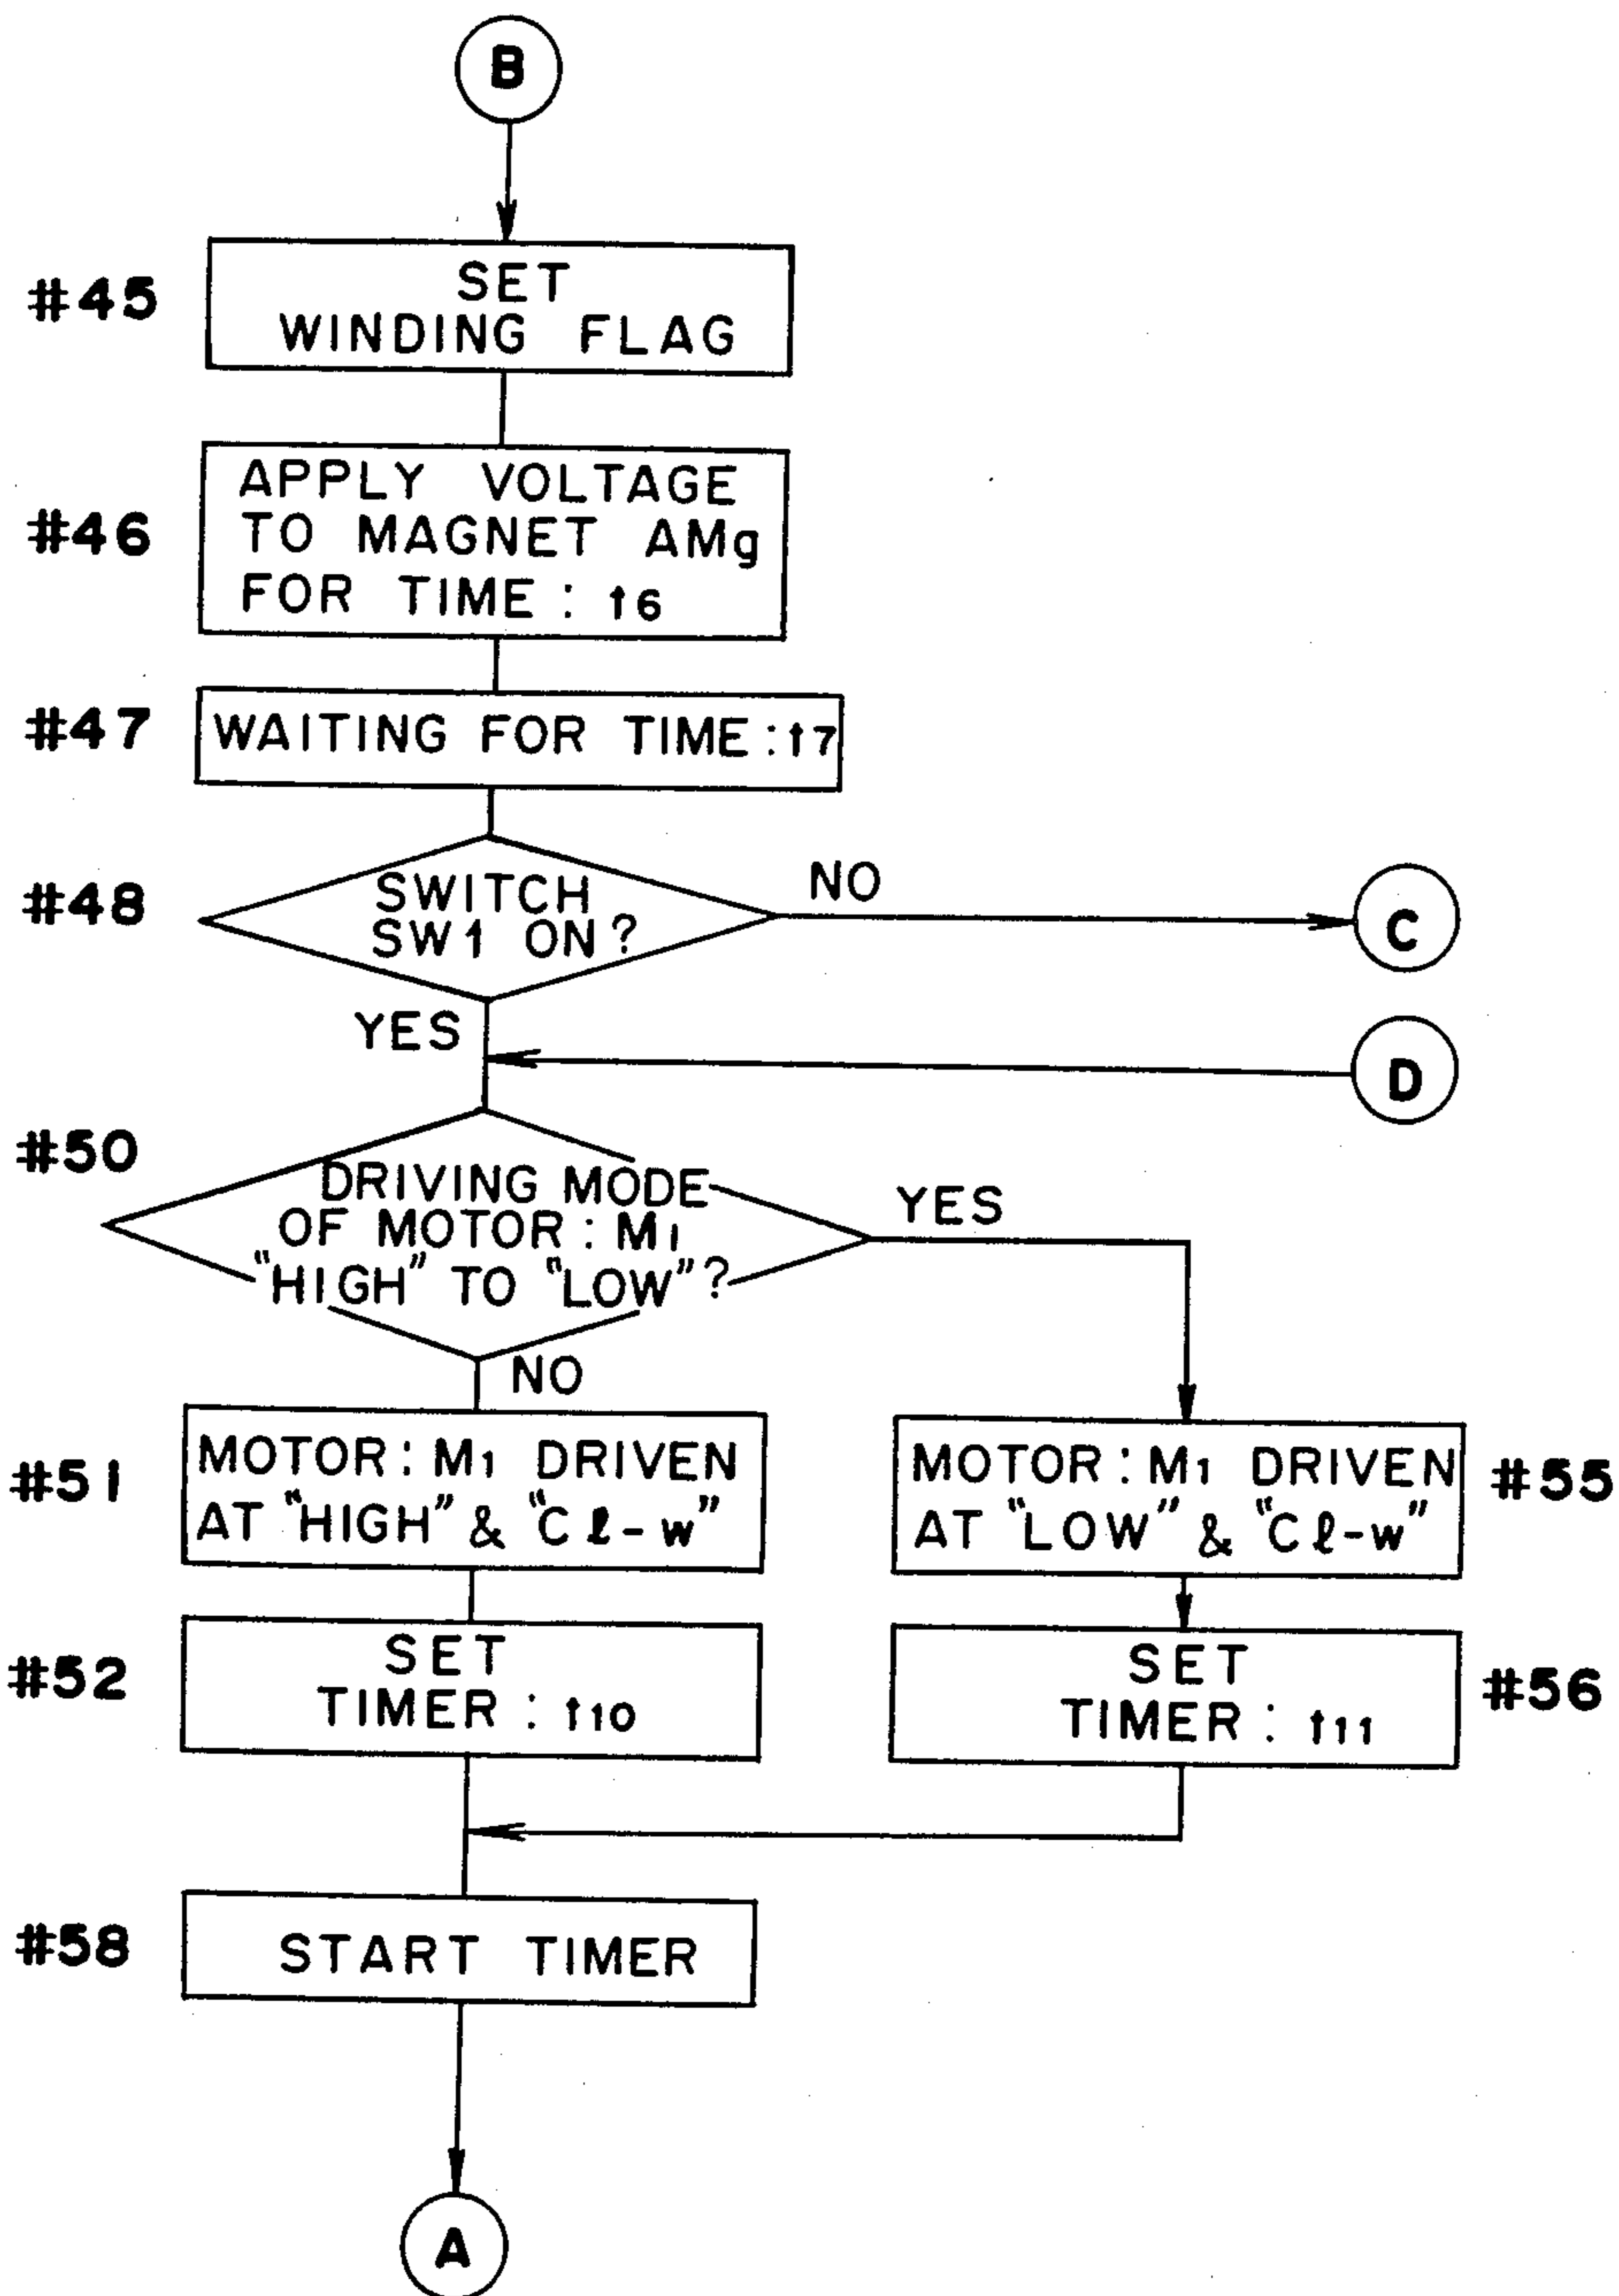 B
#45
SET
WINDING FLAG
#46
APPLY VOLTAGE
TO MAGNET AMg
FOR TIME : t6
#47
WAITING FOR TIME : t7
#48
SWITCH
SW1 ON?
NO
C
YES
D
#50
DRIVING MODE
OF MOTOR : M1
"HIGH" TO "LOW"?
YES
NO
#51
MOTOR : M1 DRIVEN
AT "HIGH" & "Cℓ-w"
MOTOR : M1 DRIVEN
AT "LOW" & "Cℓ-w"
#55
#52
SET
TIMER : t10
SET
TIMER : t11
#56
#58
START TIMER
A